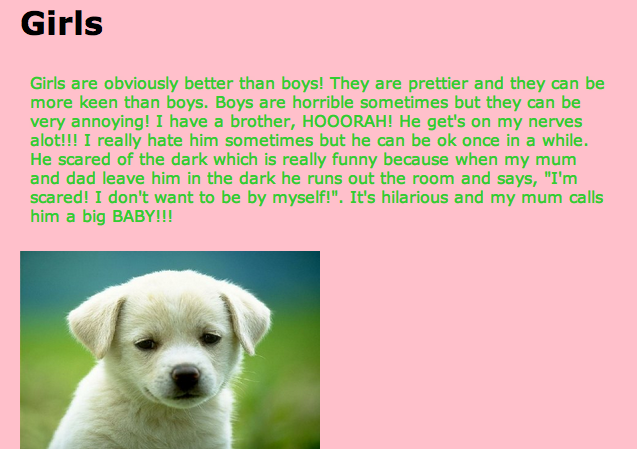 Girls
Girls are obviously better than boys! They are prettier and they can be
more keen than boys. Boys are horrible sometimes but they can be
very annoying! I have a brother, HOOORAH! He get's on my nerves
alot!!! I really hate him sometimes but he can be ok once in a while.
He scared of the dark which is really funny because when my mum
and dad leave him in the dark he runs out the room and says, "I'm
scared! I don't want to be by myself!". It's hilarious and my mum calls
him a big BABY!!!